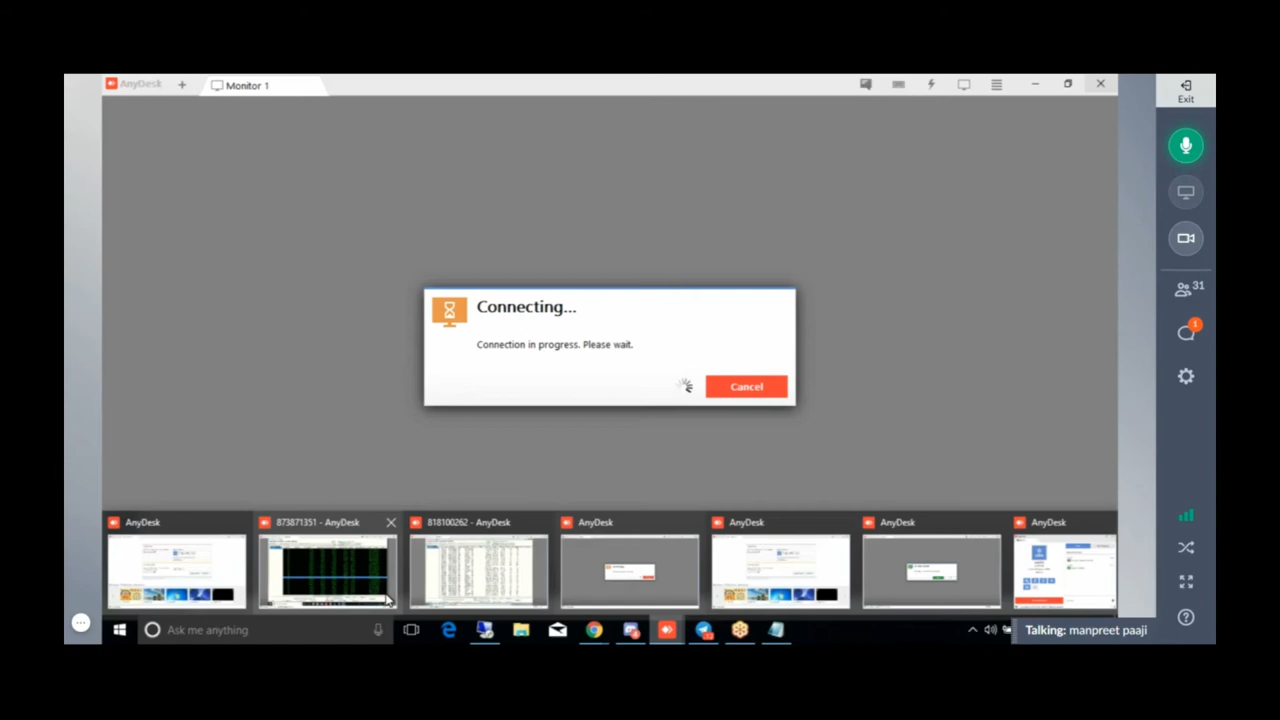 AnyDesk
+
Monitor 1
Exit
Connecting...
Connection in progress. Please wait.
Cancel
31
1
AnyDesk
873871351 - AnyDesk
818100262 - AnyDesk
AnyDesk
AnyDesk
AnyDesk
AnyDesk
Ask me anything
Talking: manpreet paaji